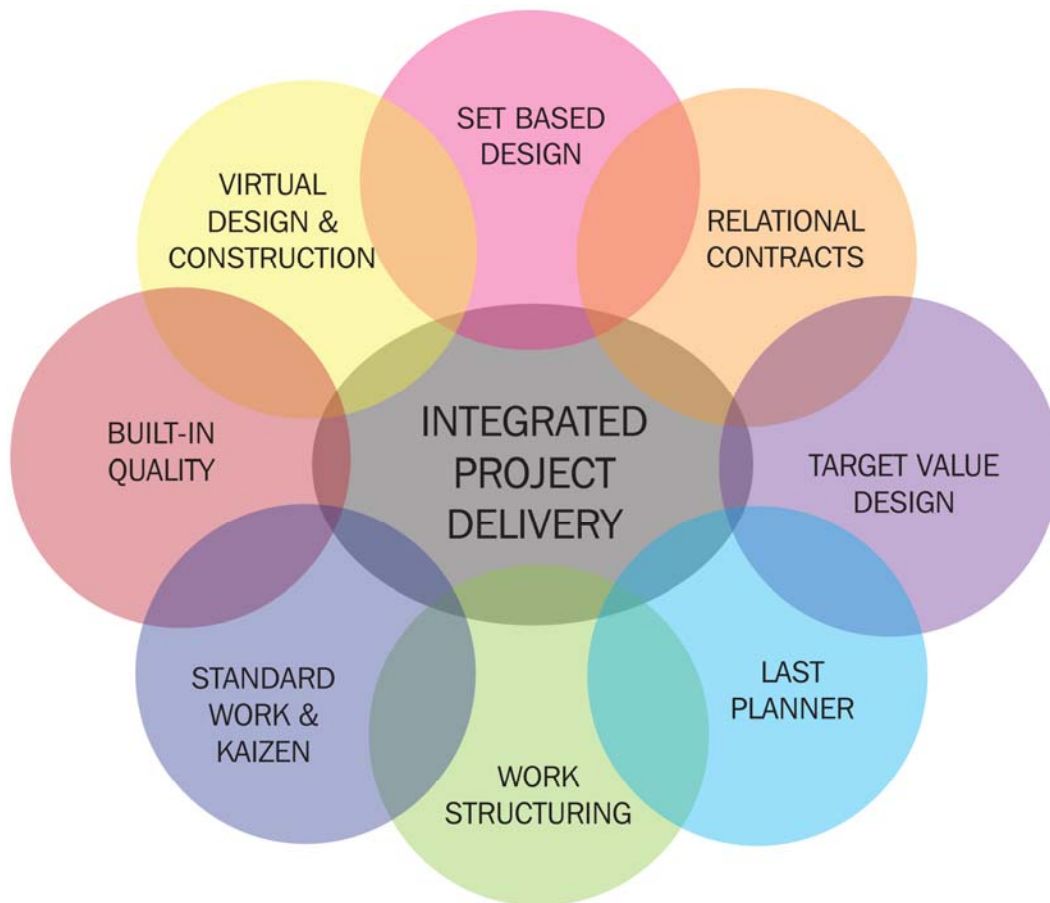 SET BASED
DESIGN
VIRTUAL
DESIGN &
CONSTRUCTION
RELATIONAL
CONTRACTS
BUILT-IN
QUALITY
INTEGRATED
PROJECT
DELIVERY
TARGET VALUE
DESIGN
STANDARD
WORK &
KAIZEN
LAST
PLANNER
WORK
STRUCTURING